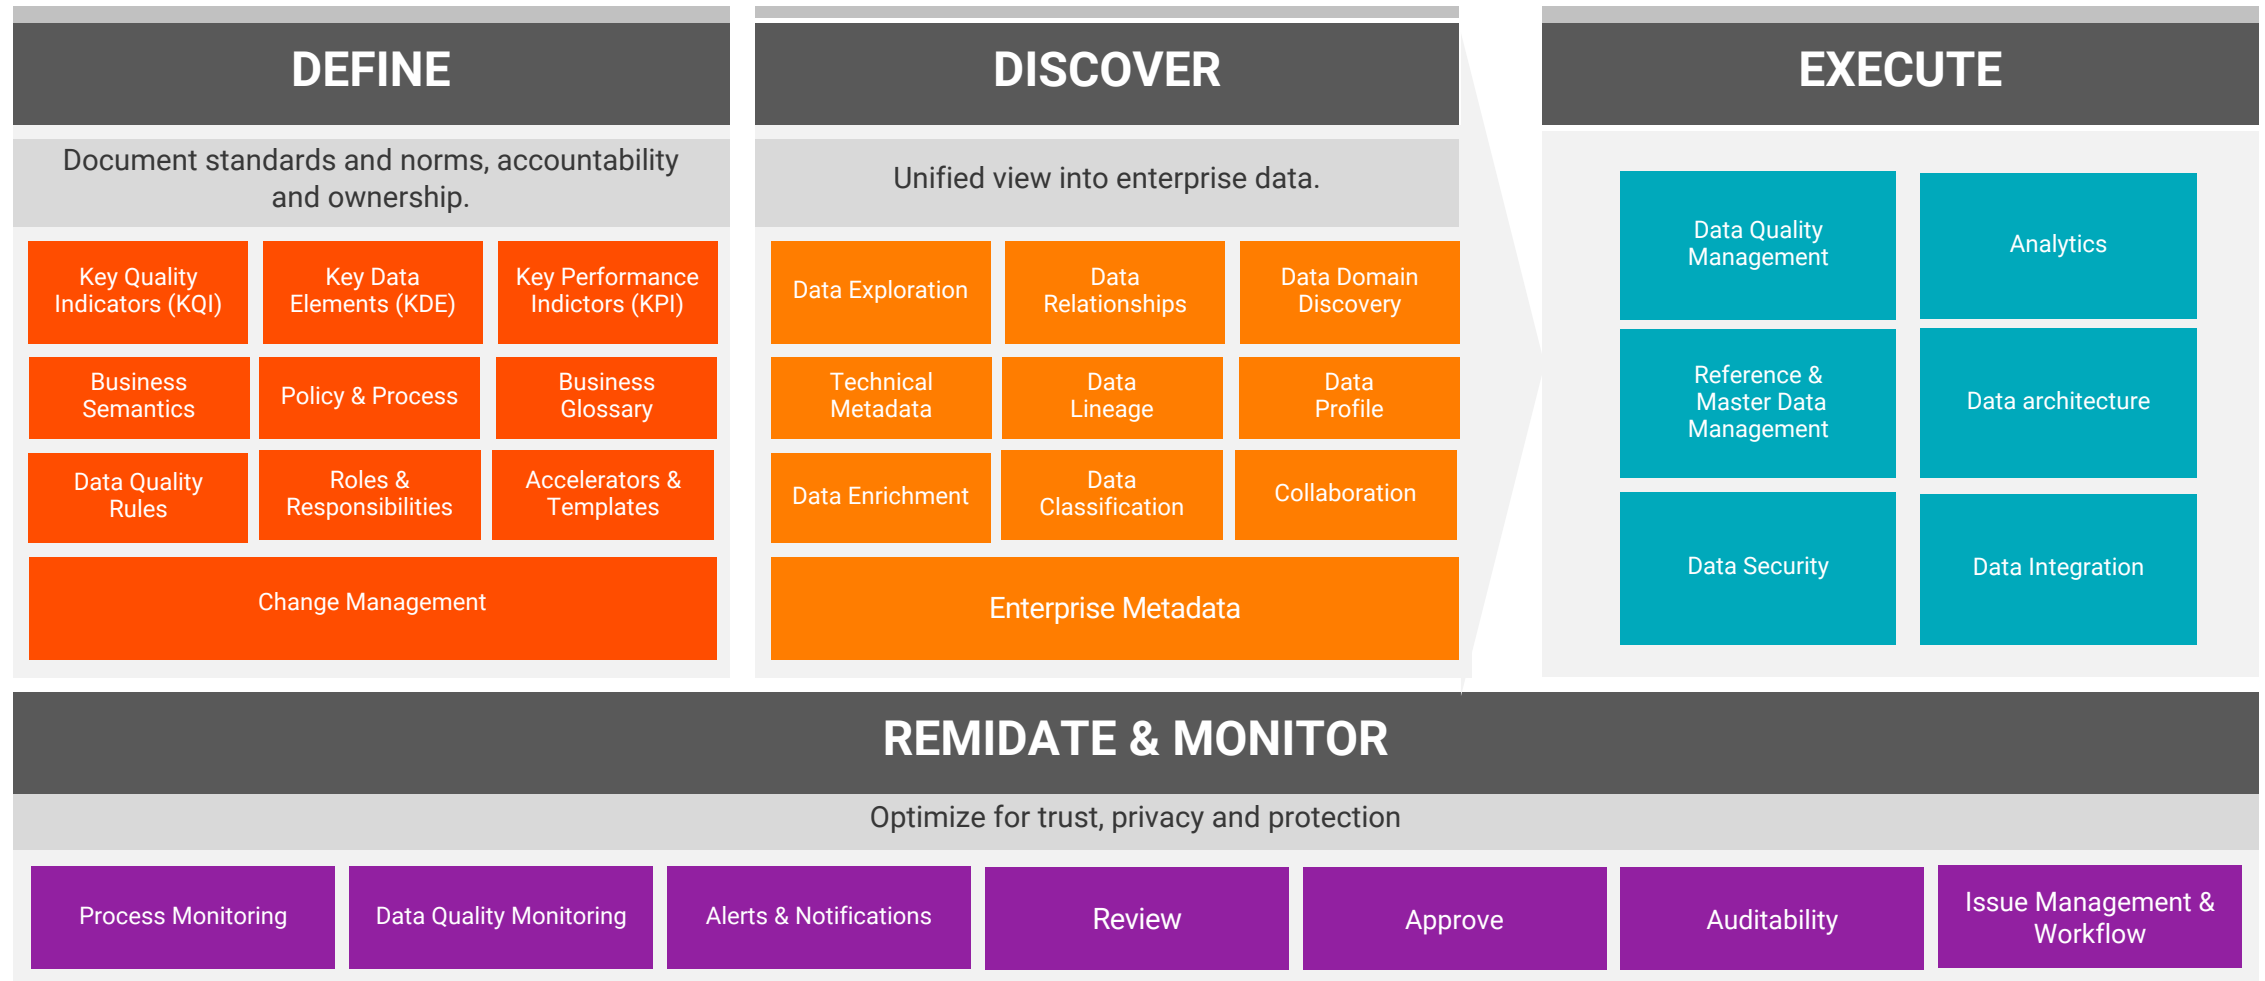 DEFINE
Document standards and norms, accountability
and ownership.
Key Quality
Indicators (KQI)
Key Data
Elements (KDE)
Key Performance
Indictors (KPI)
Business
Semantics
Policy & Process
Business
Glossary
Data Quality
Rules
Roles &
Responsibilities
Accelerators &
Templates
Change Management
DISCOVER
Unified view into enterprise data.
Data Exploration
Data
Relationships
Data Domain
Discovery
Technical
Metadata
Data
Lineage
Data
Profile
Data Enrichment
Data
Classification
Collaboration
Enterprise Metadata
EXECUTE
Data Quality
Management
Analytics
Reference &
Master Data
Management
Data architecture
Data Security
Data Integration
REMIDATE & MONITOR
Optimize for trust, privacy and protection
Process Monitoring
Data Quality Monitoring
Alerts & Notifications
Review
Approve
Auditability
Issue Management &
Workflow